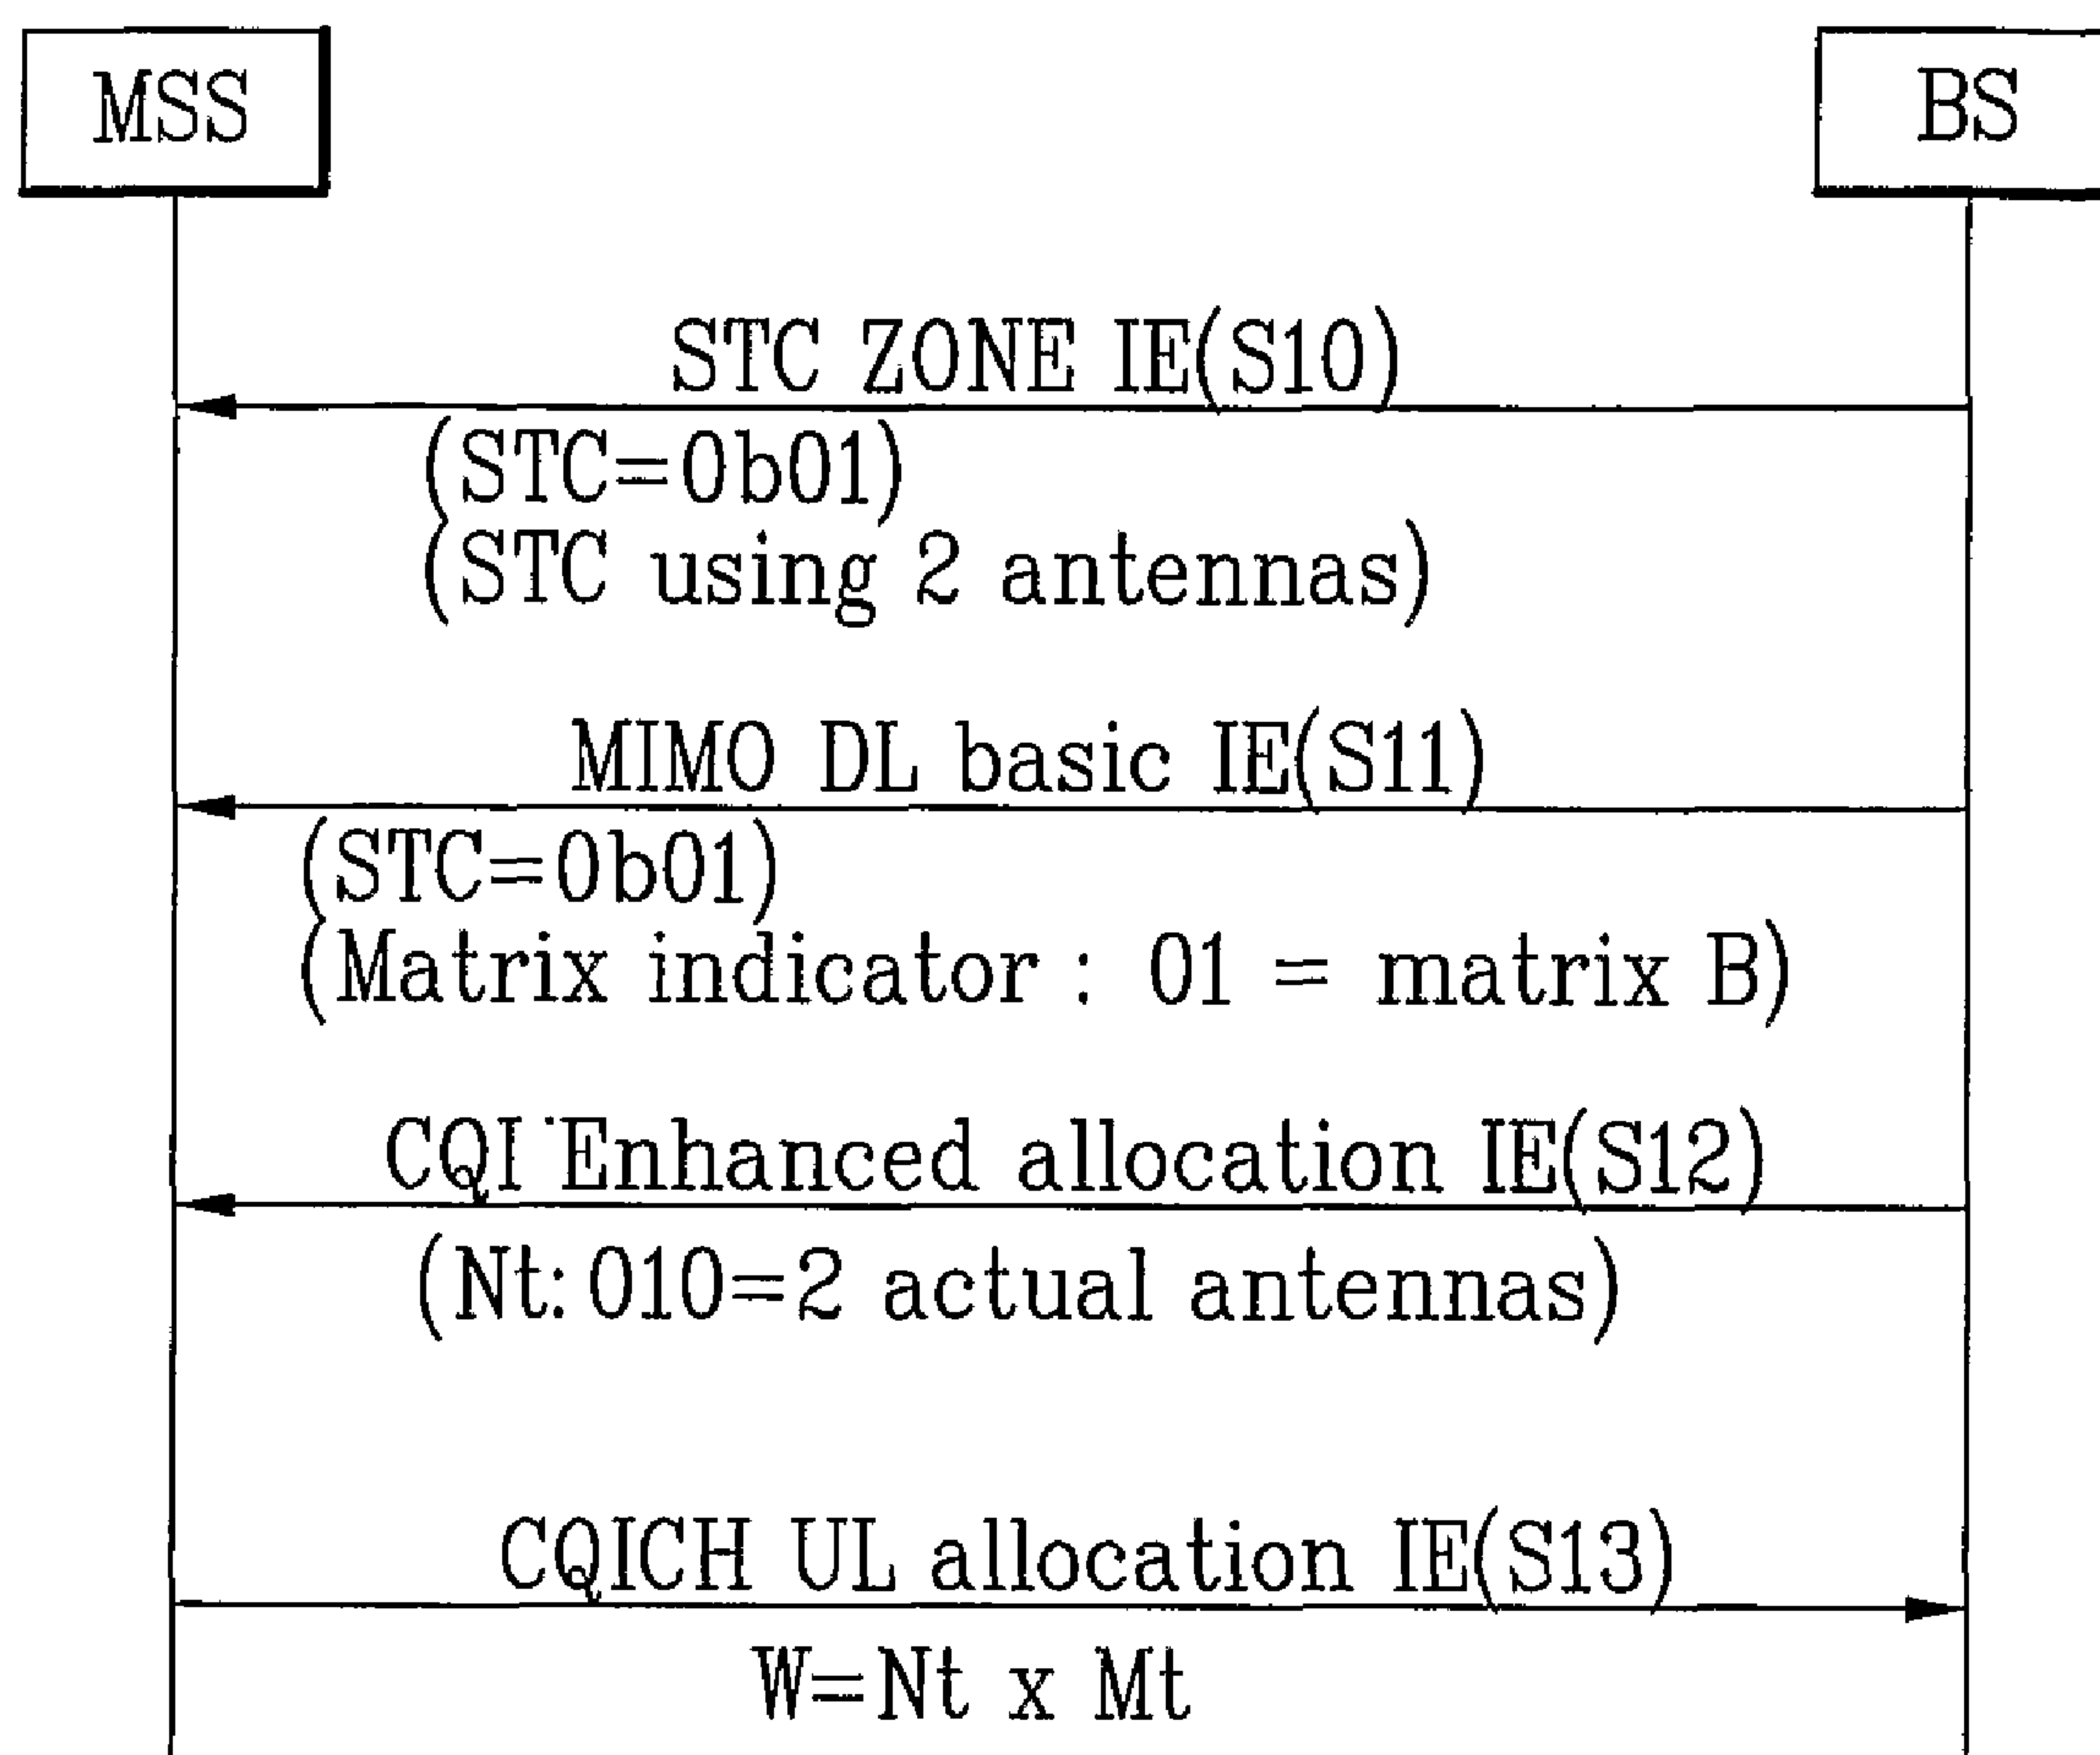 MSS
BS
STC ZONE IE(S10)
(STC=0b01)
(STC using 2 antennas)
MIMO DL basic IE(S11)
(STC=0b01)
(Matrix indicator : 01 = matrix B)
CQI Enhanced allocation IE(S12)
(Nt:010=2 actual antennas)
CQICH UL allocation IE(S13)
W=Nt x Mt